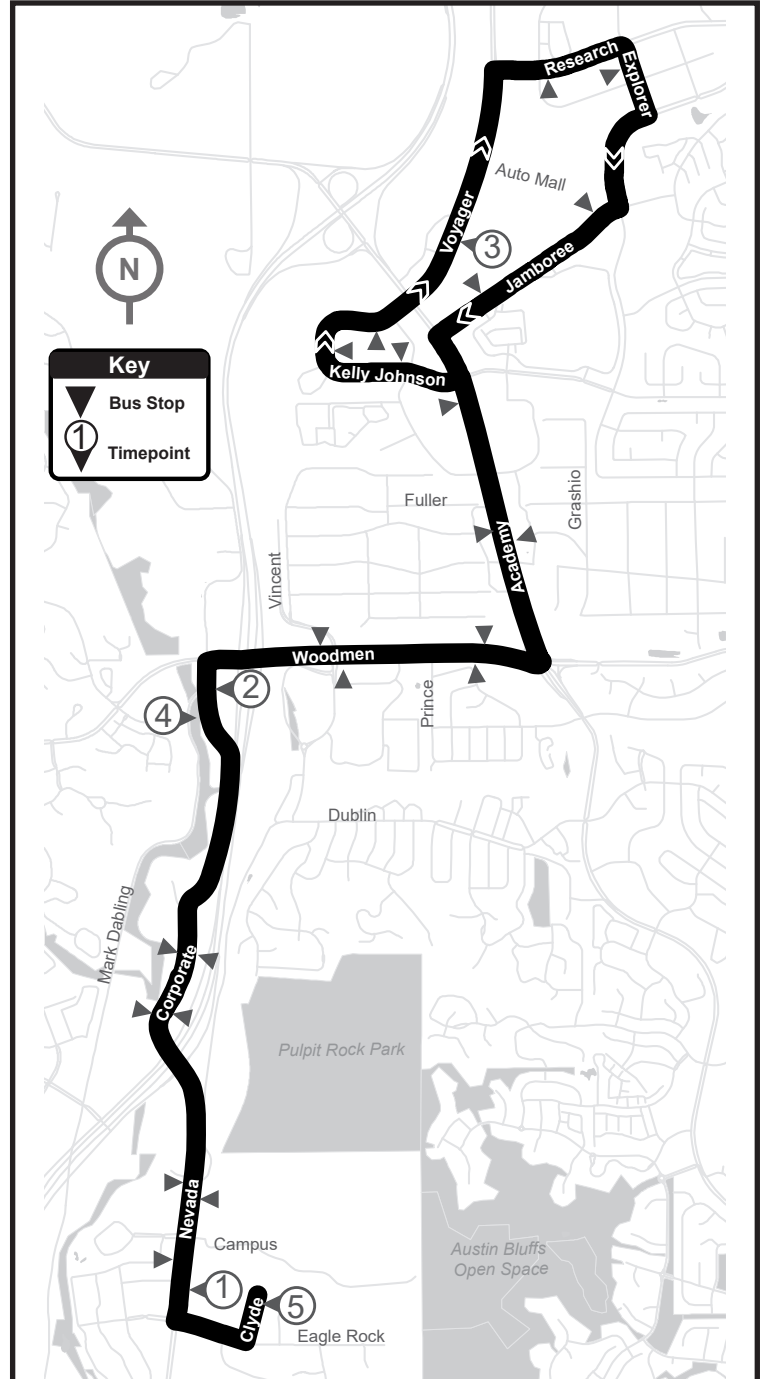 Research
Explorer
Auto Mall
Voyager
3
Jamboree
N
Key
Bus Stop
1
Timepoint
Kelly Johnson
Fuller
Grashio
Academy
Vincent
Woodmen
2
4
Prince
Dublin
Mark Dabling
Corporate
Pulpit Rock Park
Nevada
Campus
Austin Bluffs
Open Space
1
5
Clyde
Eagle Rock